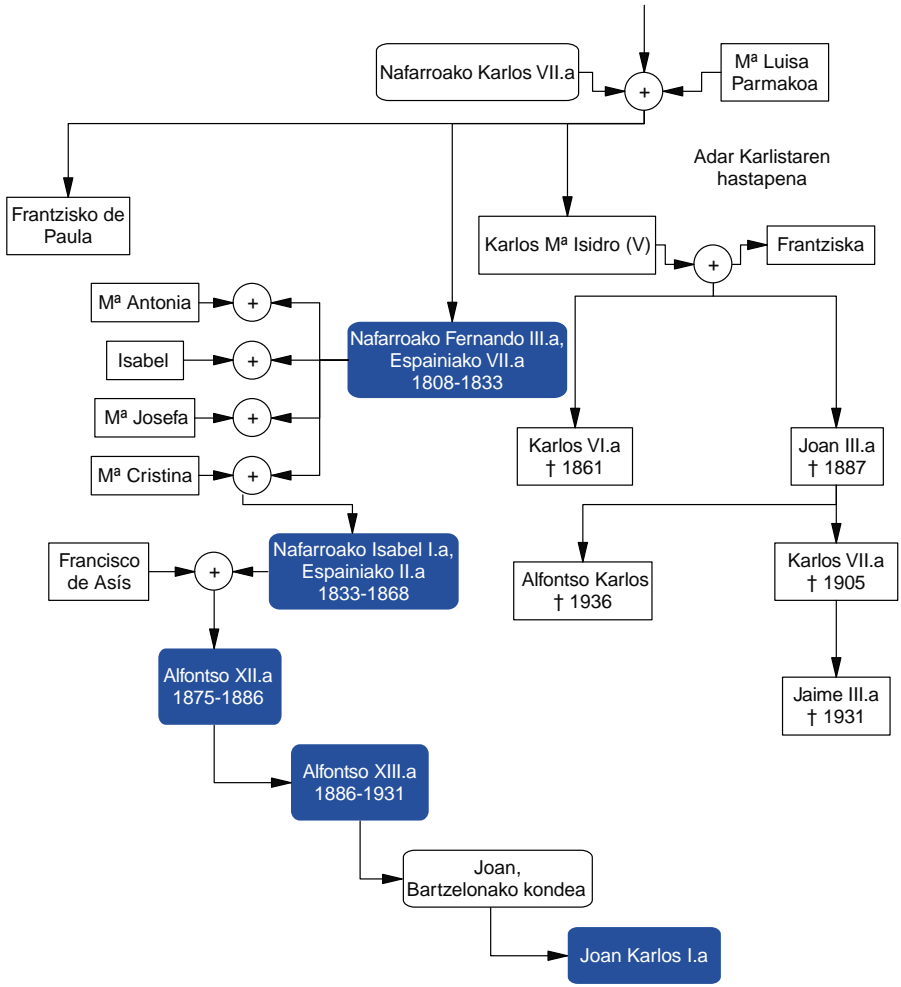 Nafarroako Karlos VII.a
+
Mª Luisa
Parmakoa
Adar Karlistaren
hastapena
Frantzisko de
Paula
Karlos Mª Isidro (V)
+
Frantziska
Mª Antonia
+
Isabel
+
Mª Josefa
+
Mª Cristina
+
Nafarroako Fernando III.a,
Espainiako VII.a
1808-1833
Karlos VI.a
† 1861
Joan III.a
† 1887
Francisco
de Asís
+
Nafarroako Isabel I.a,
Espainiako II.a
1833-1868
Alfontso Karlos
† 1936
Karlos VII.a
† 1905
Alfontso XII.a
1875-1886
Jaime III.a
† 1931
Alfontso XIII.a
1886-1931
Joan,
Bartzelonako kondea
Joan Karlos I.a